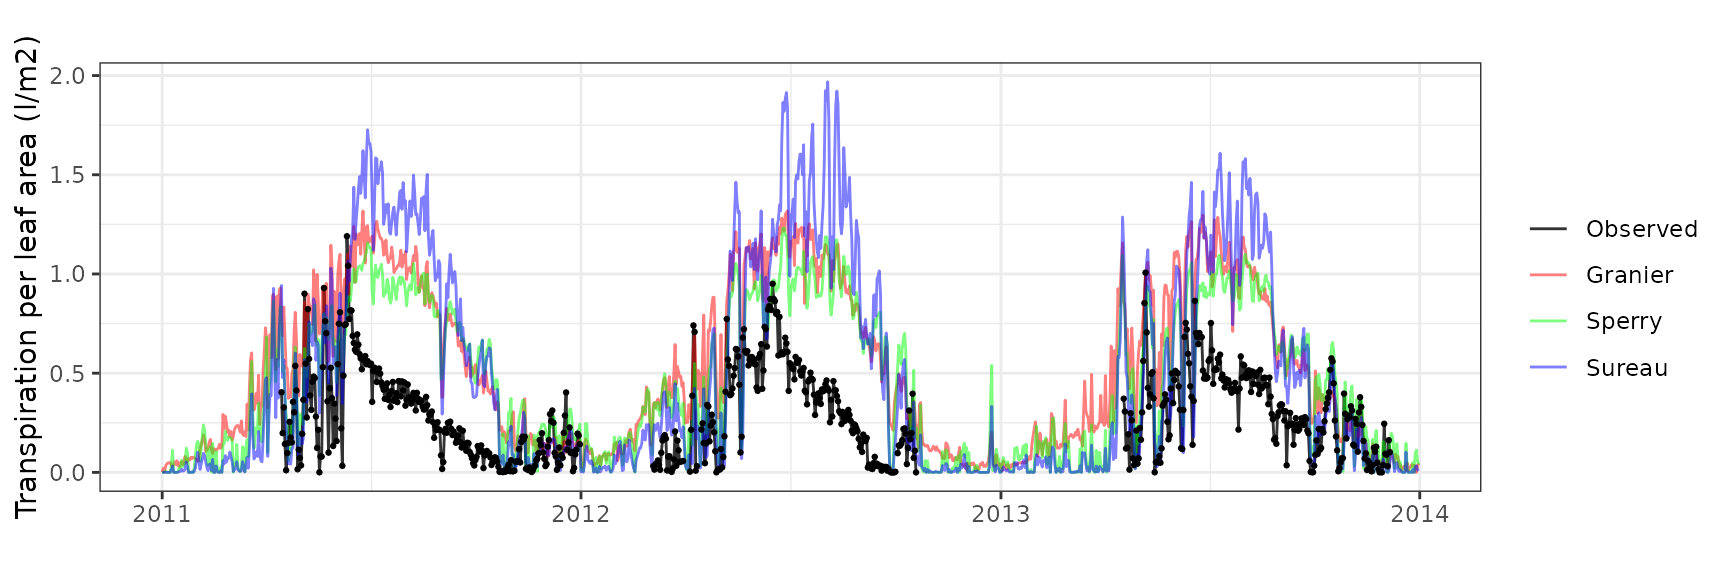 Transpiration per leaf area (l/m2)
2.0
1.5
1.0
0.5
0.0
2011 2012 2013 2014
Observed
Granier
Sperry
Sureau